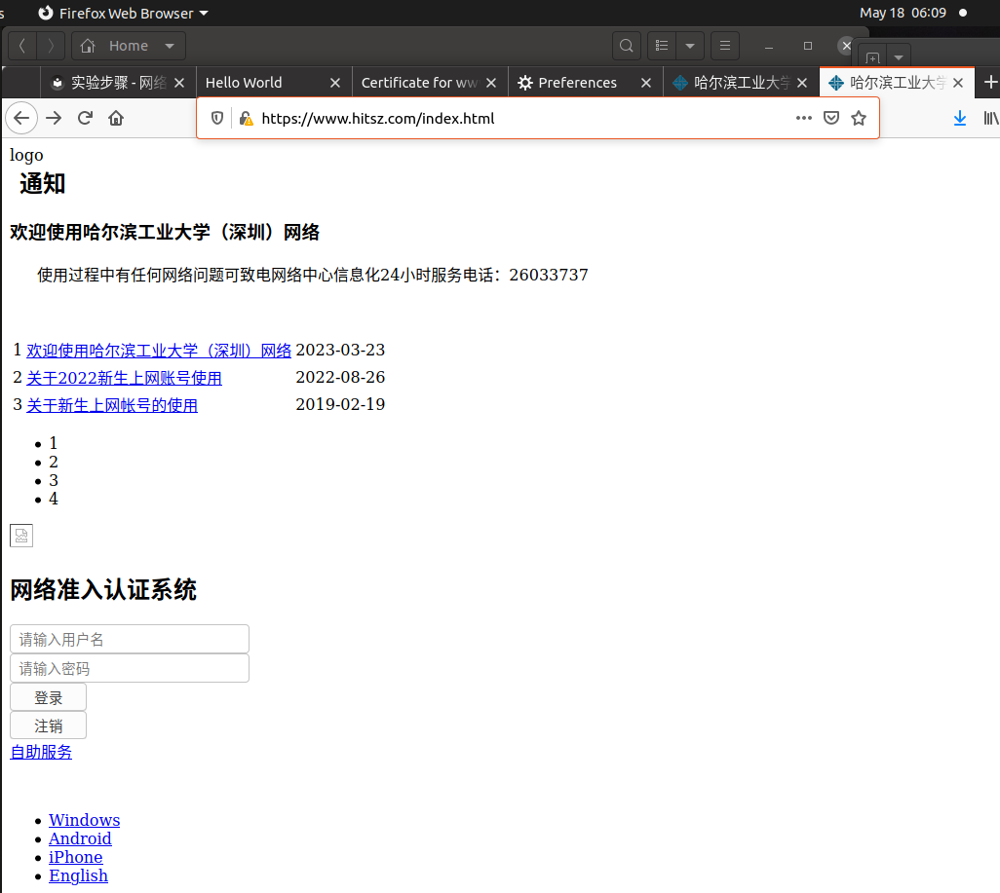 s Firefox Web Browser May 18 06:09
Home
实验步骤 - 网络 Hello World Certificate for ww Preferences 哈尔滨工业大学 哈尔滨工业大学
https://www.hitsz.com/index.html
logo
通知
欢迎使用哈尔滨工业大学（深圳）网络
使用过程中有任何网络问题可致电网络中心信息化24小时服务电话：26033737
1 欢迎使用哈尔滨工业大学（深圳）网络 2023-03-23
2 关于2022新生上网账号使用 2022-08-26
3 关于新生上网帐号的使用 2019-02-19
• 1
• 2
• 3
• 4
网络准入认证系统
请输入用户名
请输入密码
登录
注销
自助服务
• Windows
• Android
• iPhone
• English